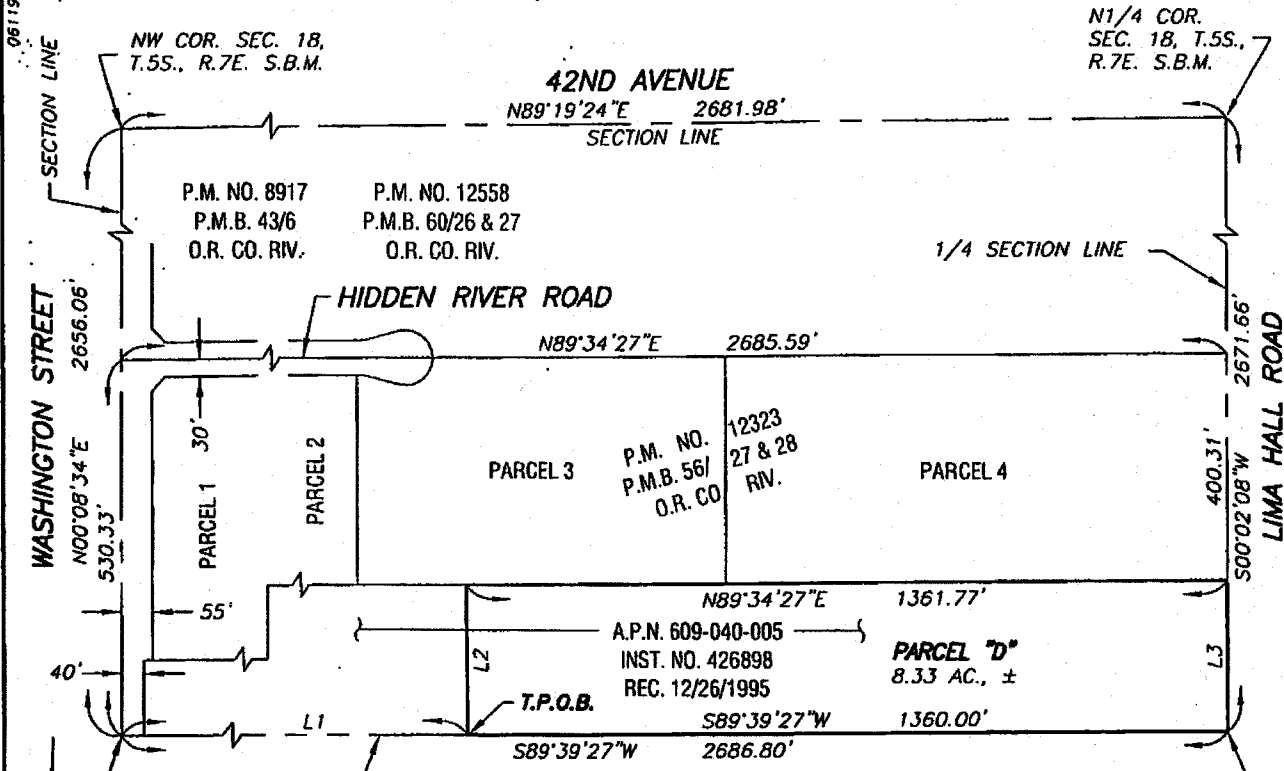 06119
NW COR. SEC. 18,
T.5S., R.7E. S.B.M.
N1/4 COR.
SEC. 18, T.5S.,
R.7E. S.B.M.
SECTION LINE
42ND AVENUE
N89°19'24"E 2681.98'
SECTION LINE
P.M. NO. 8917
P.M.B. 43/6
O.R. CO. RIV.
P.M. NO. 12558
P.M.B. 60/26 & 27
O.R. CO. RIV.
1/4 SECTION LINE
HIDDEN RIVER ROAD
N89°34'27"E 2685.59'
WASHINGTON STREET
N00°08'34"E 2656.06'
530.33'
30'
PARCEL 1
PARCEL 2
PARCEL 3
P.M. NO. 12323
P.M.B. 56/ 27 & 28
O.R. CO RIV.
PARCEL 4
400.31'
S00°02'08"W 2671.66'
LIMA HALL ROAD
55'
N89°34'27"E 1361.77'
40'
L2
A.P.N. 609-040-005
INST. NO. 426898
REC. 12/26/1995
PARCEL "D"
8.33 AC., ±
L3
T.P.O.B.
L1
S89°39'27"W 1360.00'
S89°39'27"W 2686.80'